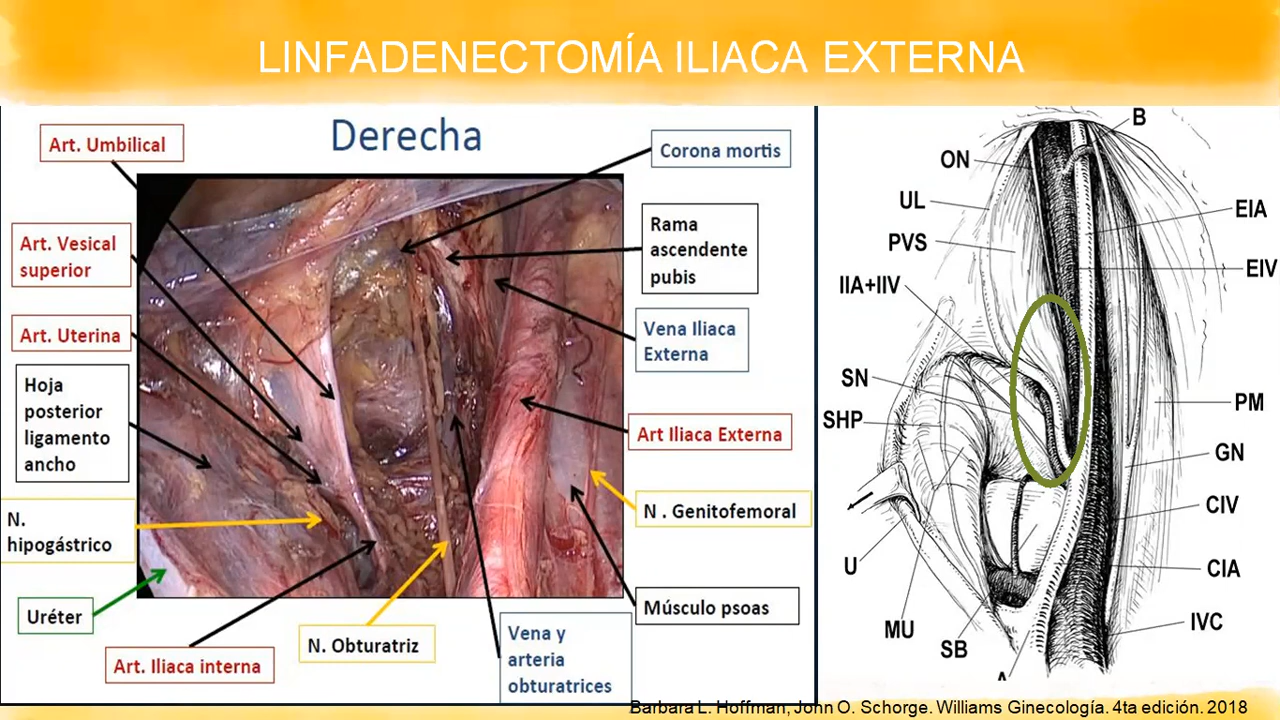 LINFADENECTOMÍA ILIACA EXTERNA
Derecha
Art. Umbilical
Art. Vesical
superior
Art. Uterina
Hoja
posterior
ligamento
ancho
N.
hipogástrico
Uréter
Art. Iliaca interna
N. Obturatriz
Vena y
arteria
obturatrices
Corona mortis
Rama
ascendente
pubis
Vena Iliaca
Externa
Art Iliaca Externa
N . Genitofemoral
Músculo psoas
B
ON
UL
PVS
IIA+IIV
SN
SHP
U
MU
SB
A
EIA
EIV
PM
GN
CIV
CIA
IVC
Barbara L. Hoffman, John O. Schorge. Williams Ginecología. 4ta edición. 2018